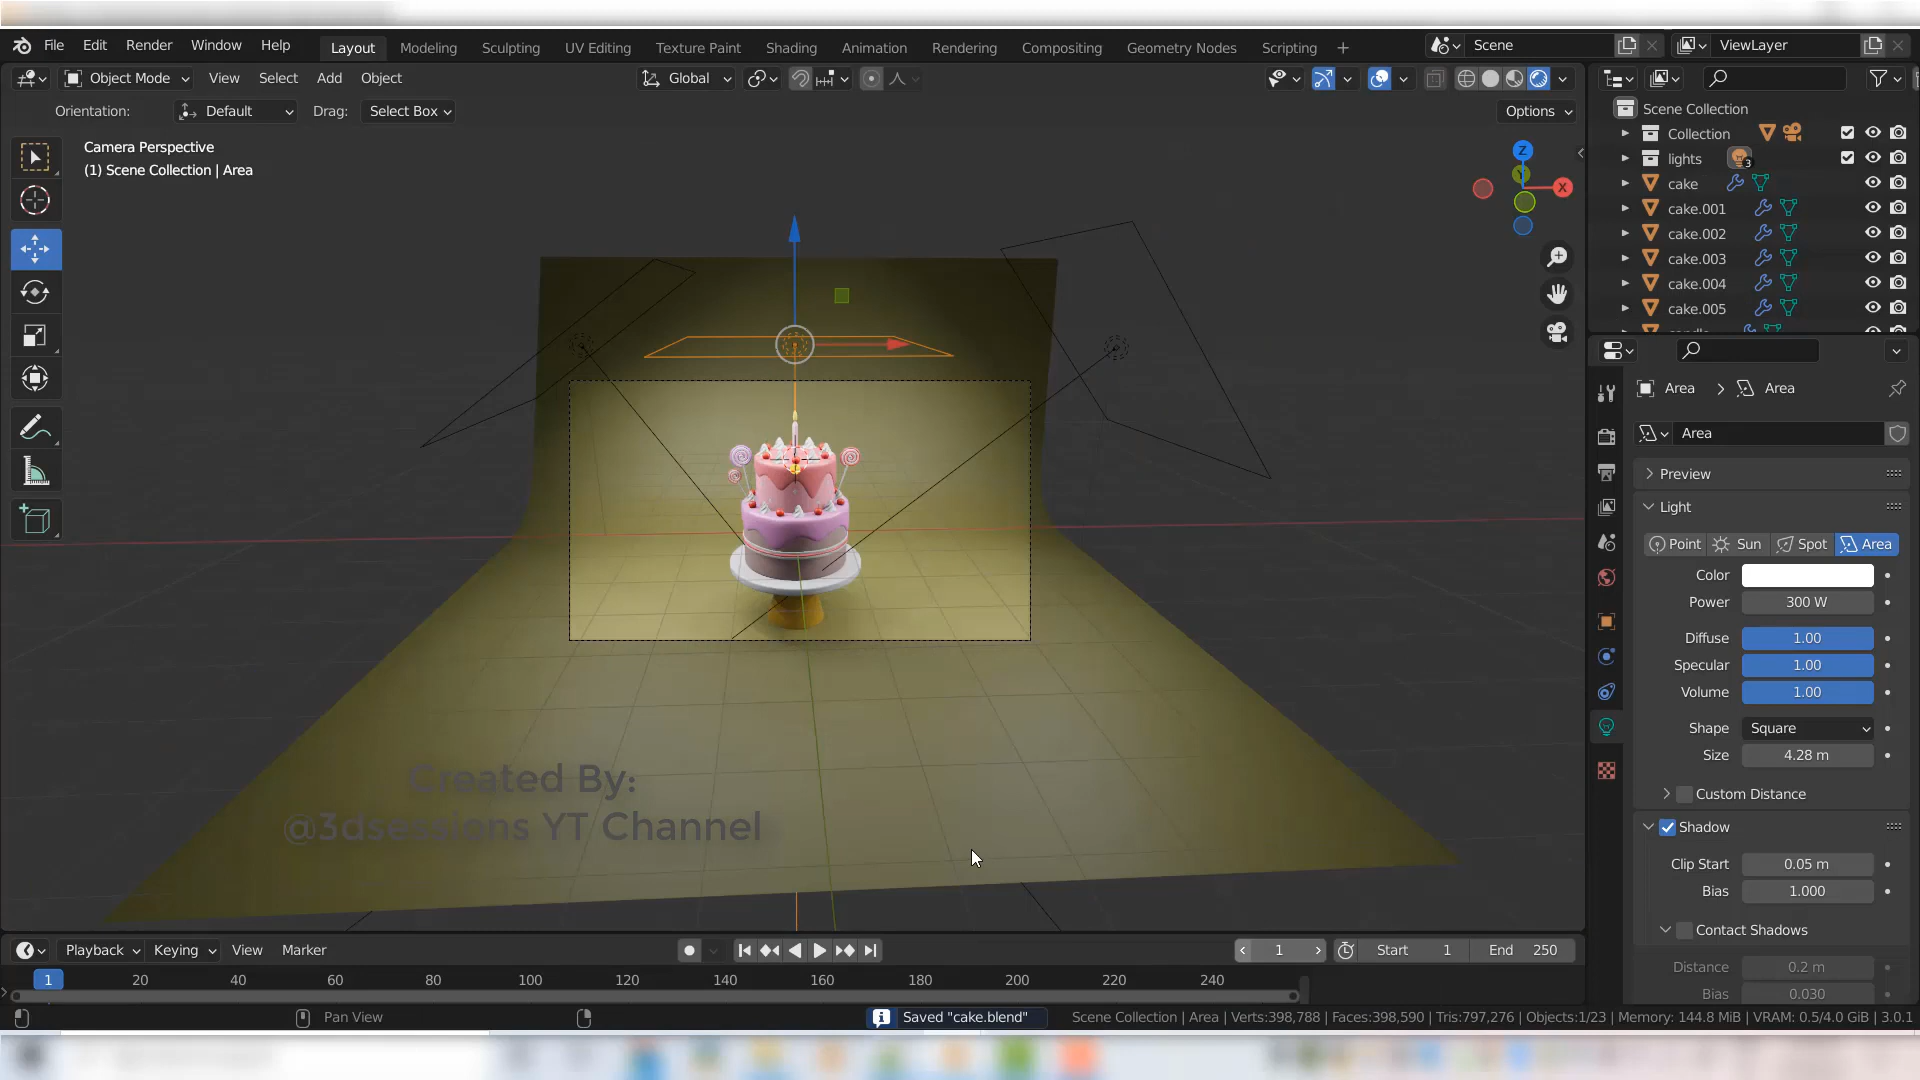 File Edit Render Window Help Layout Modeling Sculpting UV Editing Texture Paint Shading Animation Rendering Compositing Geometry Nodes Scripting Scene ViewLayer
Object Mode View Select Add Object Global
Orientation: Default Drag: Select Box Options
Camera Perspective
(1) Scene Collection | Area
Z
Y
X
Scene Collection
Collection
lights 3
cake
cake.001
cake.002
cake.003
cake.004
cake.005
Area > Area
Area
Preview
Light
Point Sun Spot Area
Color
Power 300 W
Diffuse 1.00
Specular 1.00
Volume 1.00
Shape Square
Size 4.28 m
Custom Distance
Shadow
Clip Start 0.05 m
Bias 1.000
Contact Shadows
Distance 0.2 m
Bias 0.030
Created By:
@3dsessions YT Channel
Playback Keying View Marker 1 Start 1 End 250
1 20 40 60 80 100 120 140 160 180 200 220 240
Pan View Saved "cake.blend" Scene Collection | Area | Verts:398,788 | Faces:398,590 | Tris:797,276 | Objects:1/23 | Memory: 144.8 MiB | VRAM: 0.5/4.0 GiB | 3.0.1